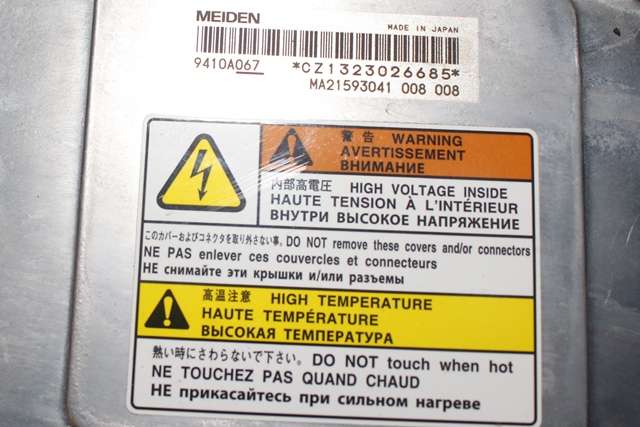 MEIDEN
MADE IN JAPAN
9410A067 *CZ1323026685*
MA21593041 008 008
警告 WARNING
AVERTISSEMENT
ВНИМАНИЕ
内部高電圧 HIGH VOLTAGE INSIDE
HAUTE TENSION À L'INTÉRIEUR
ВНУТРИ ВЫСОКОЕ НАПРЯЖЕНИЕ
このカバーおよびコネクタを取り外さない事。DO NOT remove these covers and/or connectors
NE PAS enlever ces couvercles et connecteurs
НЕ снимайте эти крышки и/или разъемы
高温注意 HIGH TEMPERATURE
HAUTE TEMPÉRATURE
ВЫСОКАЯ ТЕМПЕРАТУРА
熱い時にさわらないで下さい。DO NOT touch when hot
NE TOUCHEZ PAS QUAND CHAUD
НЕ прикасайтесь при сильном нагреве